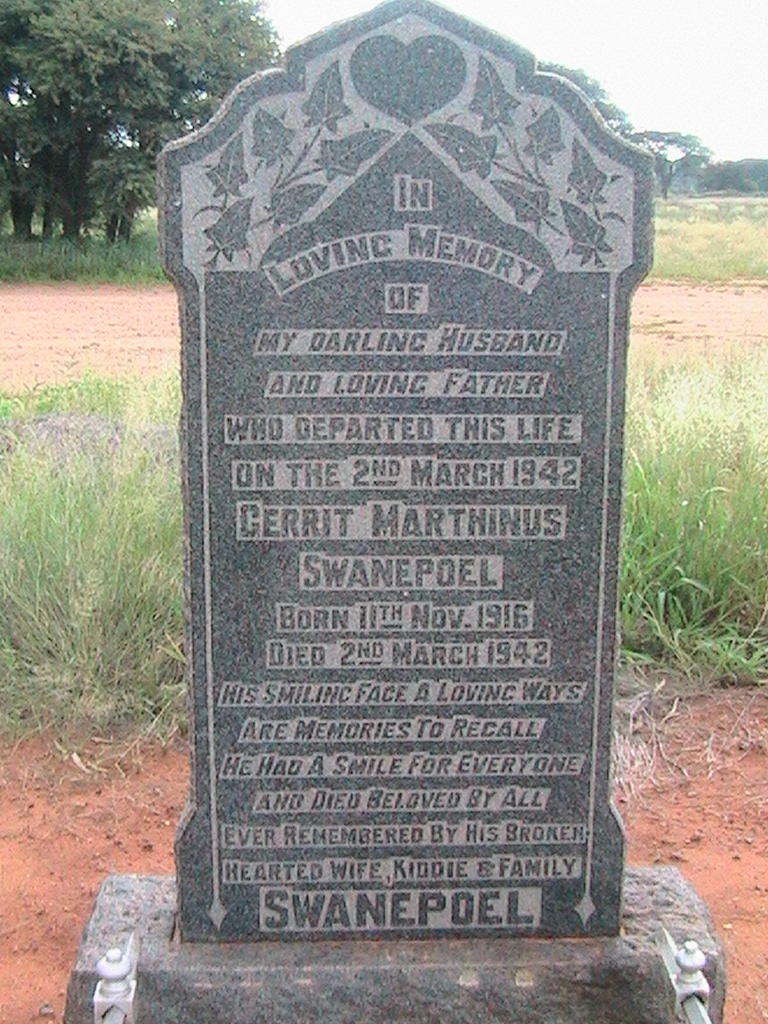 IN
LOVING MEMORY
OF
MY DARLING HUSBAND
AND LOVING FATHER
WHO DEPARTED THIS LIFE
ON THE 2ND MARCH 1942
GERRIT MARTHINUS
SWANEPOEL
BORN 11TH NOV. 1916
DIED 2ND MARCH 1942
HIS SMILING FACE & LOVING WAYS
ARE MEMORIES TO RECALL
HE HAD A SMILE FOR EVERYONE
AND DIED BELOVED BY ALL
EVER REMEMBERED BY HIS BROKEN
HEARTED WIFE, KIDDIE & FAMILY
SWANEPOEL